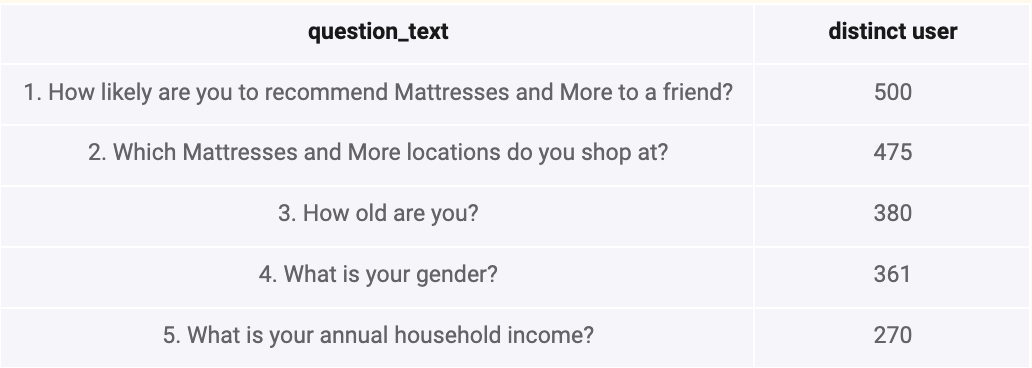 question_text distinct user
1. How likely are you to recommend Mattresses and More to a friend? 500
2. Which Mattresses and More locations do you shop at? 475
3. How old are you? 380
4. What is your gender? 361
5. What is your annual household income? 270